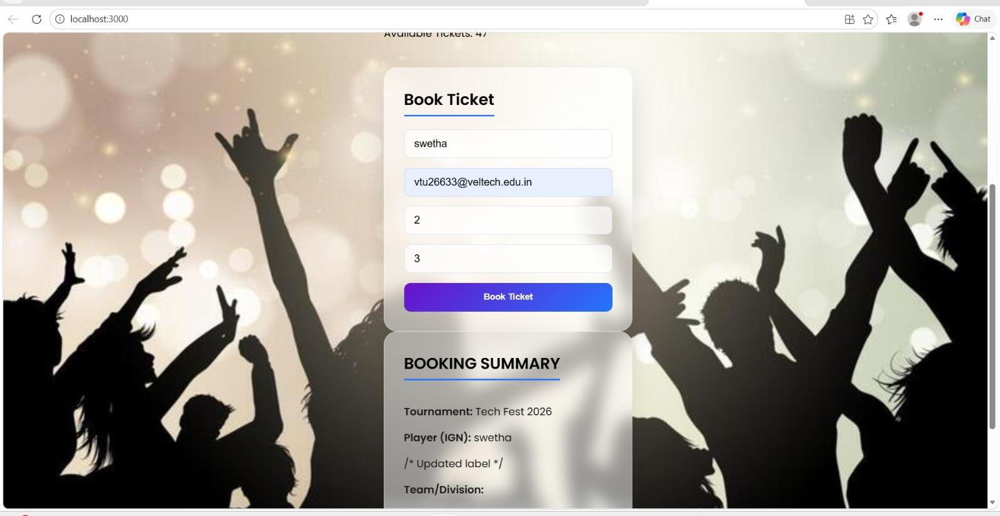 localhost:3000
Chat
Available Tickets: 47
Book Ticket
swetha
vtu26633@veltech.edu.in
2
3
Book Ticket
BOOKING SUMMARY
Tournament: Tech Fest 2026
Player (IGN): swetha
/* Updated label */
Team/Division: